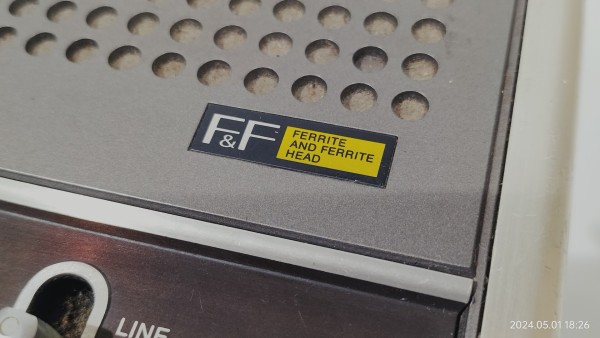 F&F
FERRITE
AND FERRITE
HEAD
LINE
2024.05.01 18:26